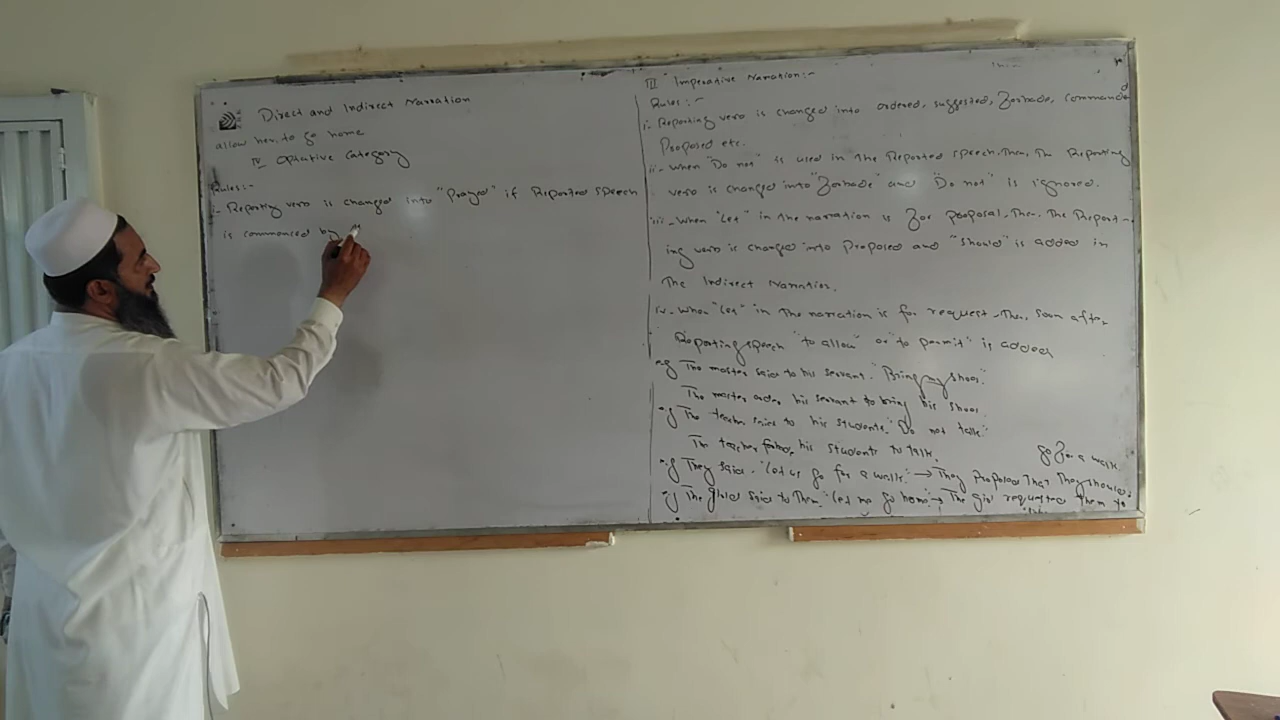 Direct and Indirect Narration
allow her to go home
IV Optative Category
Rules:-
i- Reporting verb is changed into "Prayed" if Reported speech
is commenced by "
III Imperative Narration:-
Rules:-
i- Reporting verb is changed into ordered, suggested, forbade, commanded
Proposed etc.
ii- When "Do not" is used in the Reported speech. Then, The Reporting
verb is changed into "forbade" and "Do not" is ignored.
iii- When "Let" in the narration is for proposal. Then, The Report-
ing verb is changed into Proposed and "should" is added in
The Indirect Narration.
iv- When "Let" in the narration is for request. Then, Soon after
Reporting speech "to allow" or "to permit" is added
e.g The master said to his servant. "Bring my shoes."
The master order his servant to bring his shoes.
e.g The teacher said to his students. "Do not talk."
The teacher his students to talk.
e.g They said. "Let us go for a walk." → They proposed That They should
go for a walk.
e.g The said to Them. "Let me go home." → The girl requested them to